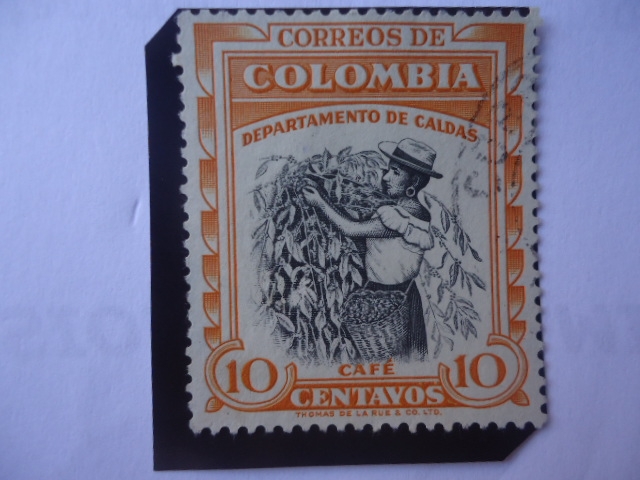 CORREOS DE
COLOMBIA
DEPARTAMENTO DE CALDAS
CAFÉ
10 CENTAVOS 10
THOMAS DE LA RUE & CO. LTD.